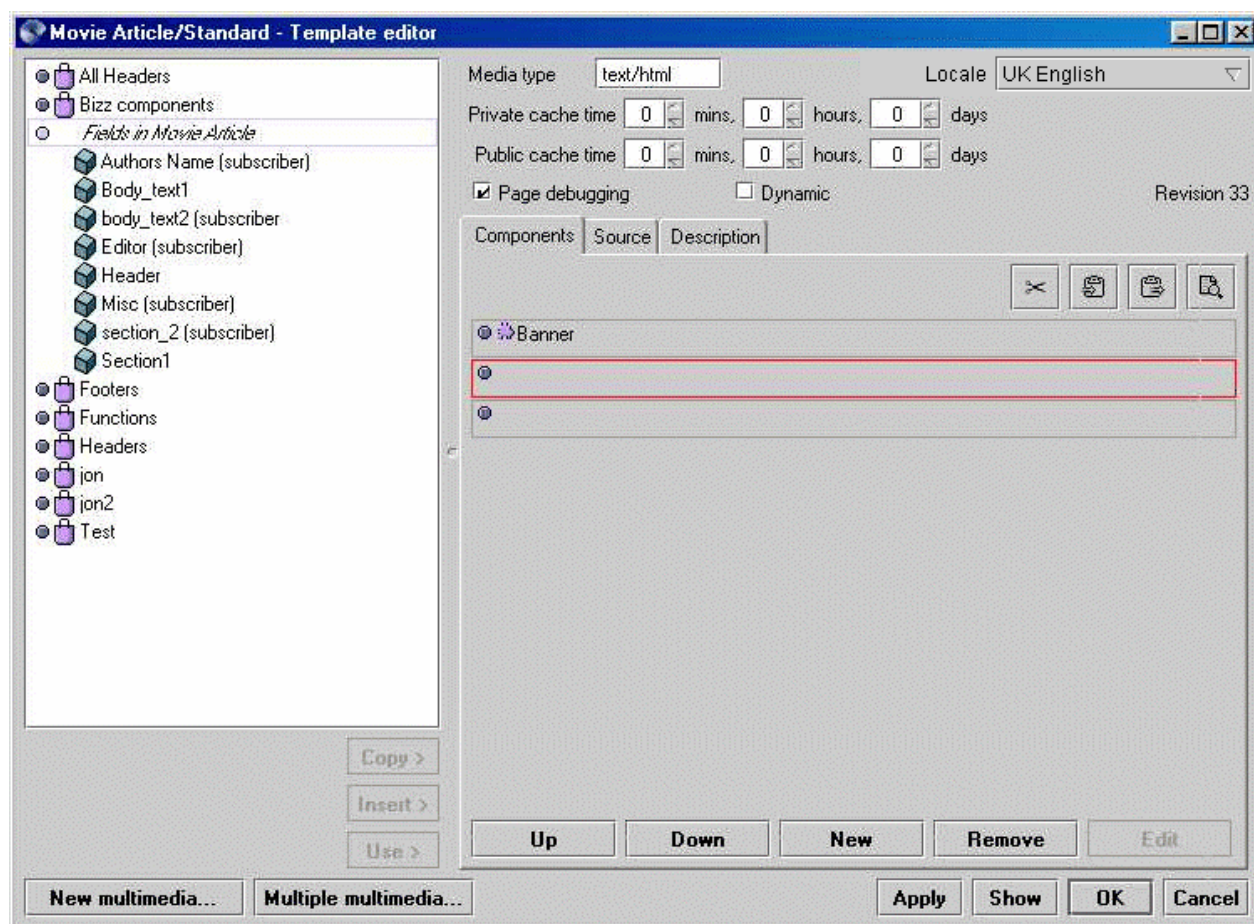 Movie Article/Standard - Template editor
All Headers
Bizz components
Fields in Movie Article
Authors Name (subscriber)
Body_text1
body_text2 (subscriber
Editor (subscriber)
Header
Misc (subscriber)
section_2 (subscriber)
Section1
Footers
Functions
Headers
jon
jon2
Test
Copy >
Insert >
Use >
Media type text/html Locale UK English
Private cache time 0 mins, 0 hours, 0 days
Public cache time 0 mins, 0 hours, 0 days
Page debugging Dynamic Revision 33
Components Source Description
Banner
Up Down New Remove Edit
New multimedia... Multiple multimedia... Apply Show OK Cancel